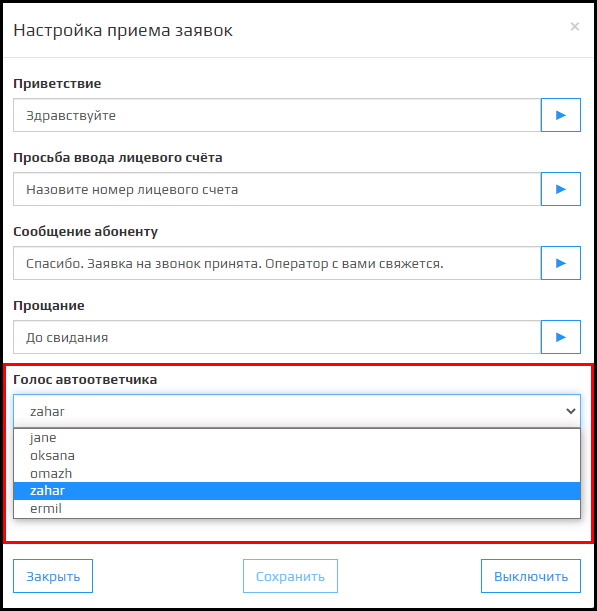 Настройка приема заявок
×
Приветствие
Здравствуйте
Просьба ввода лицевого счёта
Назовите номер лицевого счета
Сообщение абоненту
Спасибо. Заявка на звонок принята. Оператор с вами свяжется.
Прощание
До свидания
Голос автоответчика
zahar
jane
oksana
omazh
zahar
ermil
Закрыть
Сохранить
Выключить